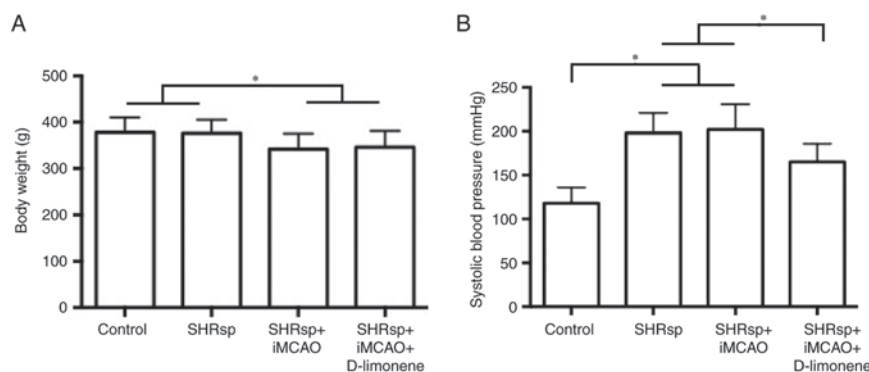 A
*
Body weight (g)
500
400
300
200
100
0
Control
SHRsp
SHRsp+
iMCAO
SHRsp+
iMCAO+
D-limonene
B
*
*
Systolic blood pressure (mmHg)
250
200
150
100
50
0
Control
SHRsp
SHRsp+
iMCAO
SHRsp+
iMCAO+
D-limonene